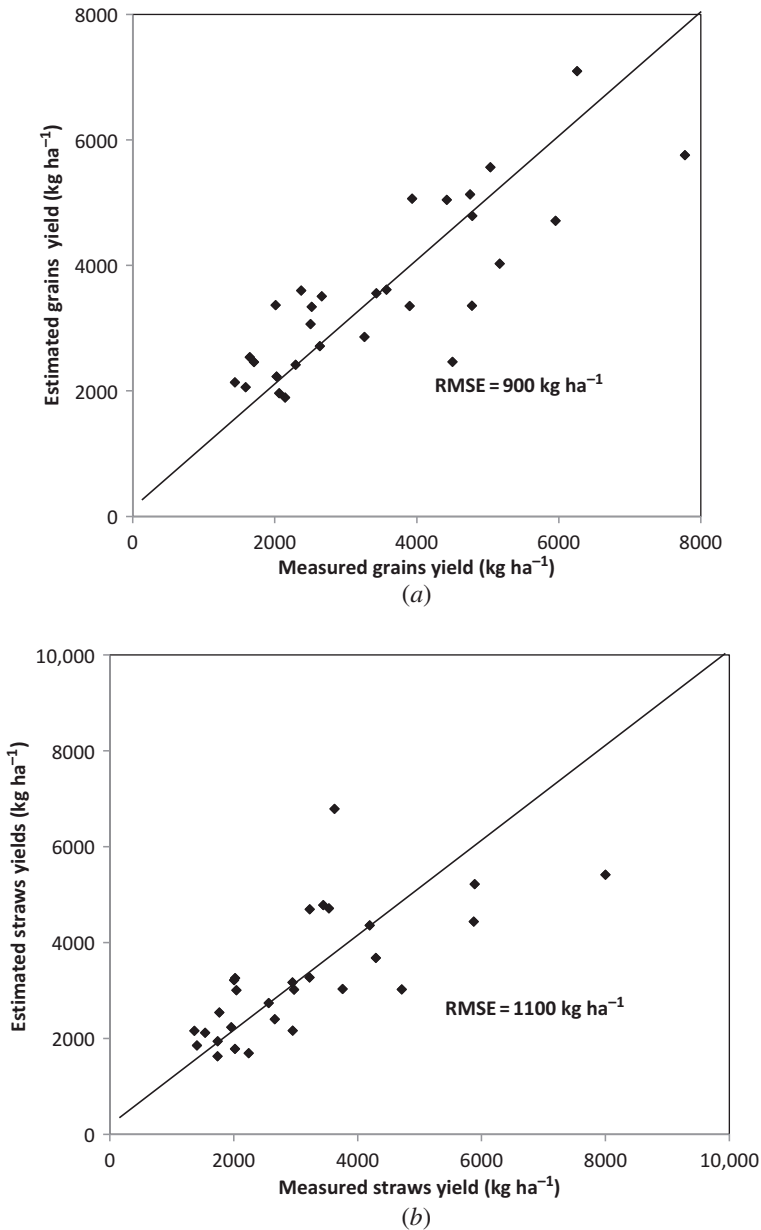 8000
6000
4000
2000
0
Estimated grains yield (kg ha⁻¹)
RMSE = 900 kg ha⁻¹
0 2000 4000 6000 8000
Measured grains yield (kg ha⁻¹)
(a)
10,000
8000
6000
4000
2000
0
Estimated straws yields (kg ha⁻¹)
RMSE = 1100 kg ha⁻¹
0 2000 4000 6000 8000 10,000
Measured straws yield (kg ha⁻¹)
(b)